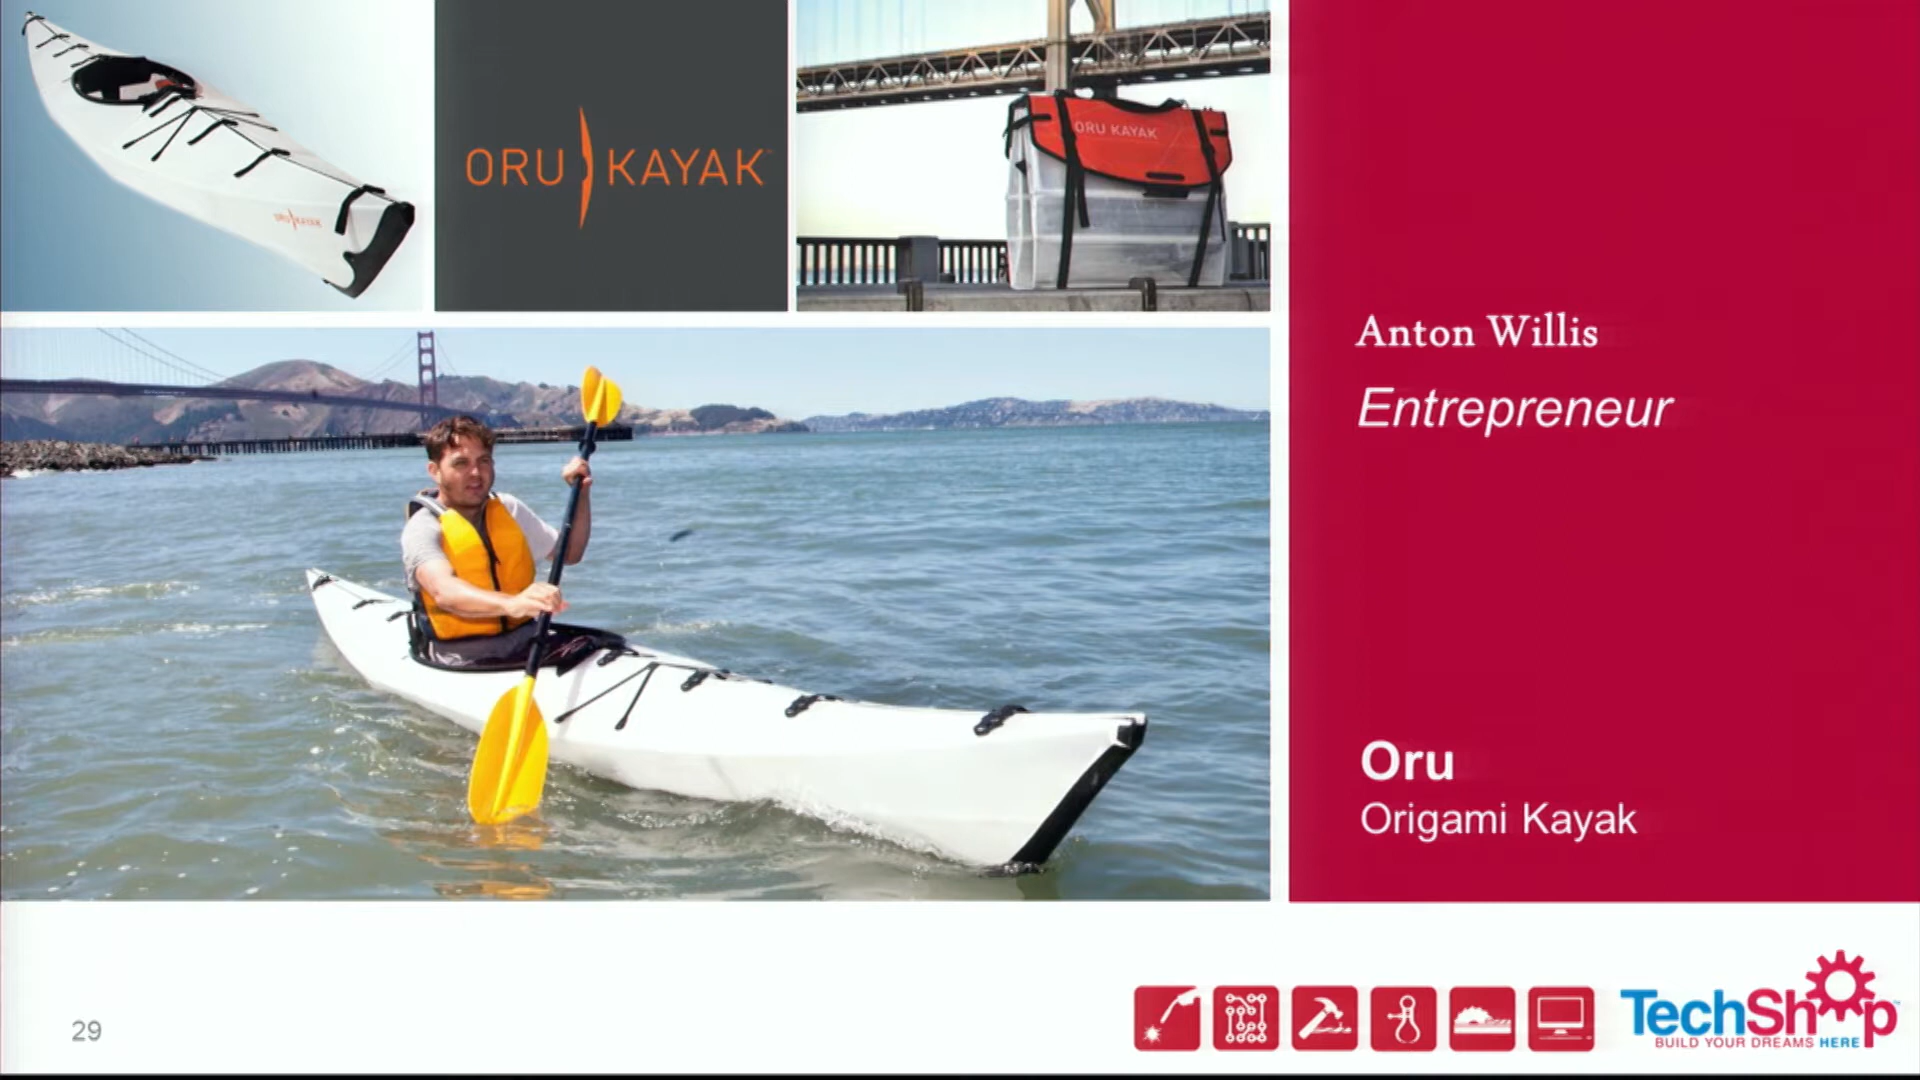 ORU KAYAK
ORU KAYAK
ORU KAYAK
Anton Willis
Entrepreneur
Oru
Origami Kayak
29
TechShop
BUILD YOUR DREAMS HERE